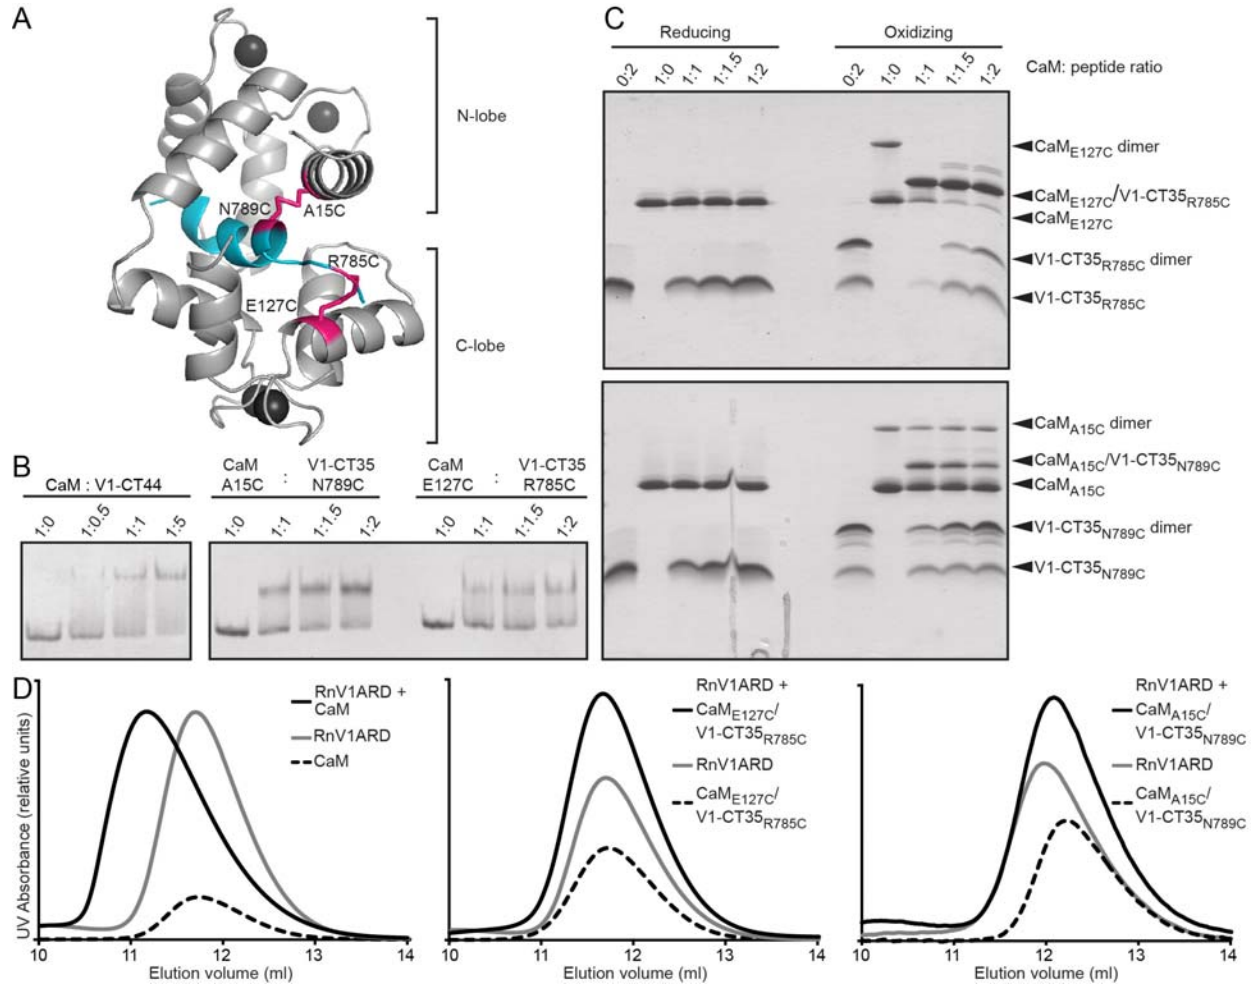 A
N-lobe
N789C
A15C
R785C
E127C
C-lobe
B
CaM : V1-CT44
1:0 1:0.5 1:1 1:5
CaM A15C : V1-CT35 N789C
1:0 1:1 1:1.5 1:2
CaM E127C : V1-CT35 R785C
1:0 1:1 1:1.5 1:2
C
Reducing Oxidizing
0:2 1:0 1:1 1:1.5 1:2 0:2 1:0 1:1 1:1.5 1:2 CaM: peptide ratio
CaME127C dimer
CaME127C/V1-CT35R785C
CaME127C
V1-CT35R785C dimer
V1-CT35R785C
CaMA15C dimer
CaMA15C/V1-CT35N789C
CaMA15C
V1-CT35N789C dimer
V1-CT35N789C
D
UV Absorbance (relative units)
RnV1ARD +
CaM
RnV1ARD
CaM
10 11 12 13 14
Elution volume (ml)
RnV1ARD +
CaME127C/
V1-CT35R785C
RnV1ARD
CaME127C/
V1-CT35R785C
10 11 12 13 14
Elution volume (ml)
RnV1ARD +
CaMA15C/
V1-CT35N789C
RnV1ARD
CaMA15C/
V1-CT35N789C
10 11 12 13 14
Elution volume (ml)